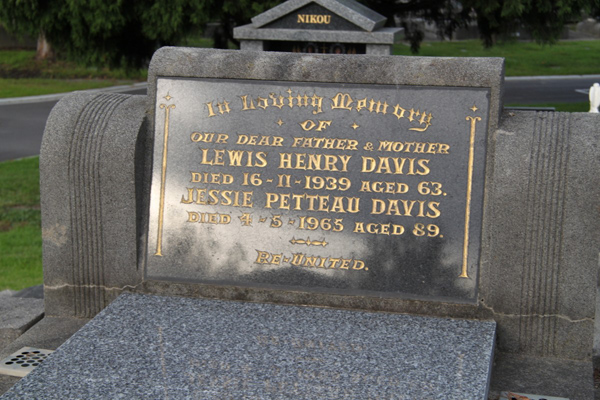 NIKOU
In Loving Memory
OF
OUR DEAR FATHER & MOTHER
LEWIS HENRY DAVIS
DIED 16-11-1939 AGED 63.
JESSIE PETTEAU DAVIS
DIED 4-5-1965 AGED 89.
RE-UNITED.